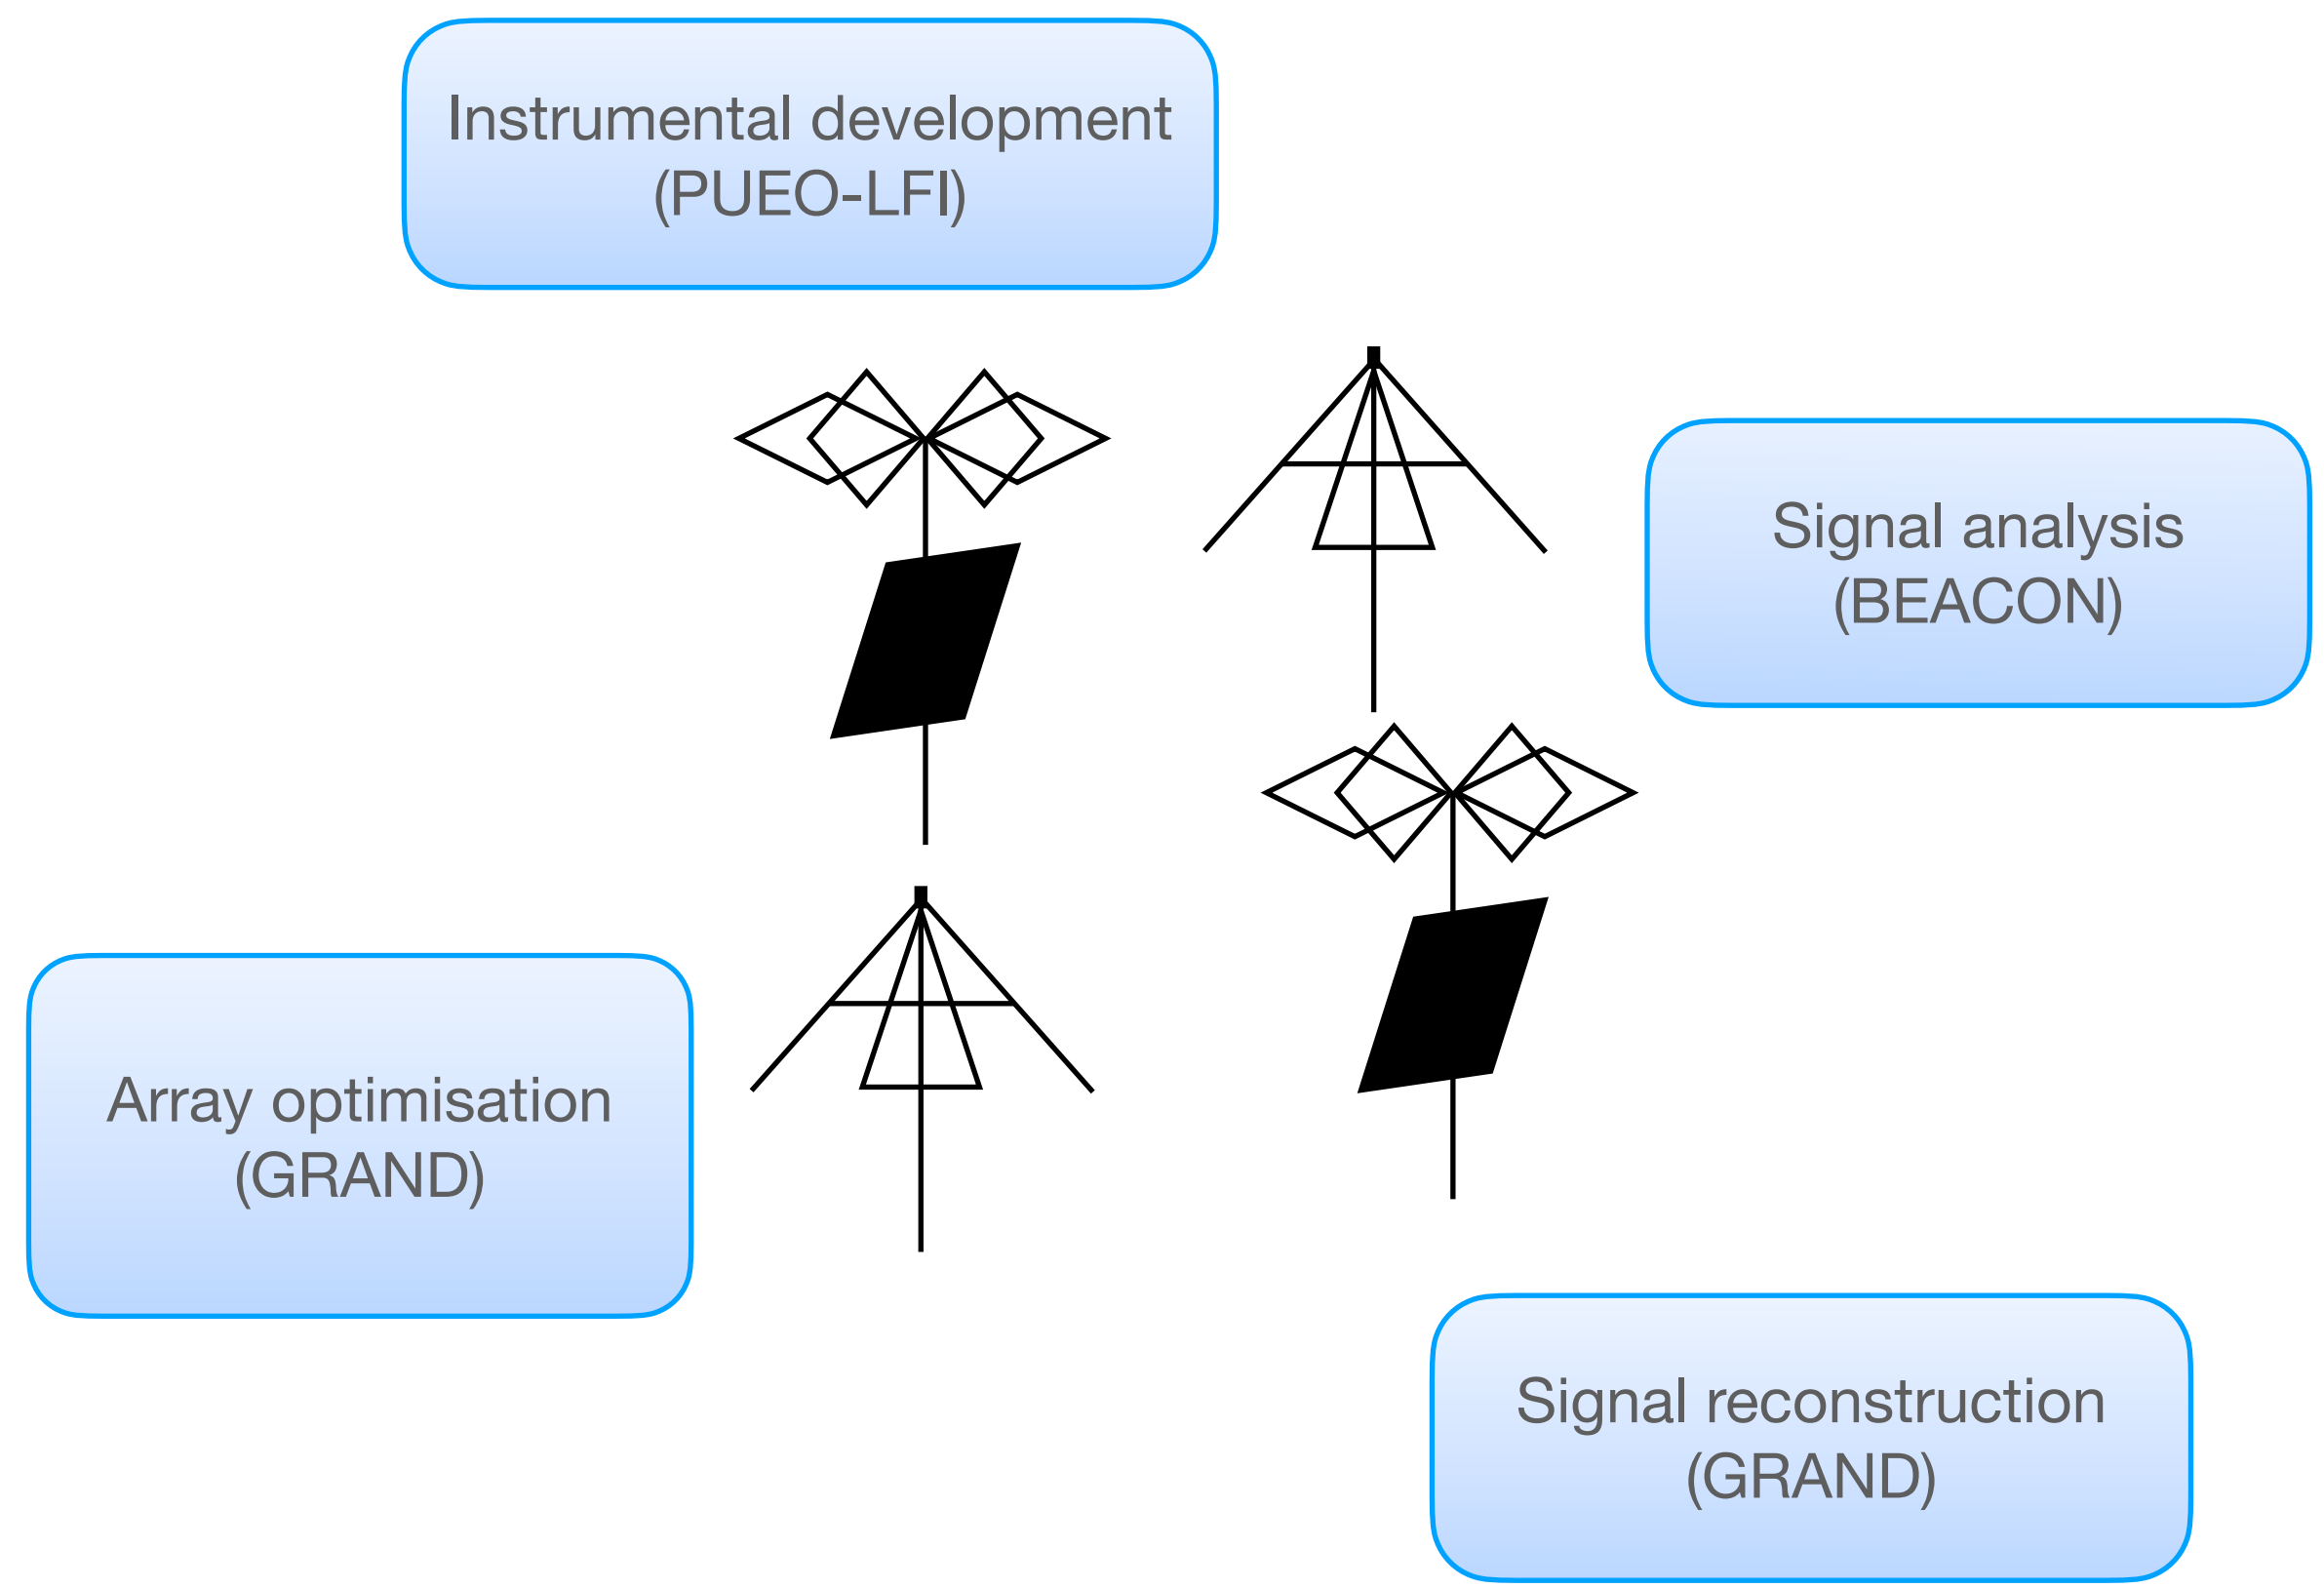 Instrumental development
(PUEO-LFI)
Signal analysis
(BEACON)
Array optimisation
(GRAND)
Signal reconstruction
(GRAND)